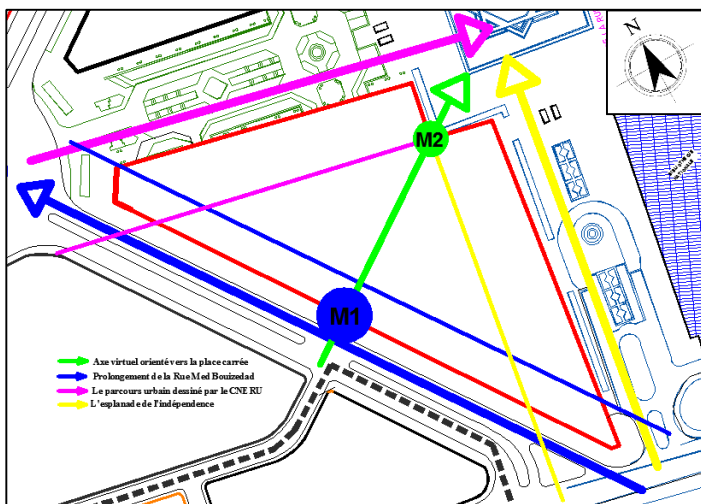 N
M2
M1
Axe virtuel orienté vers la place carrée
Prolongement de la Rue Med Bouizedad
Le parcours urbain dessiné par le CNERU
L'esplanade de l'indépendence